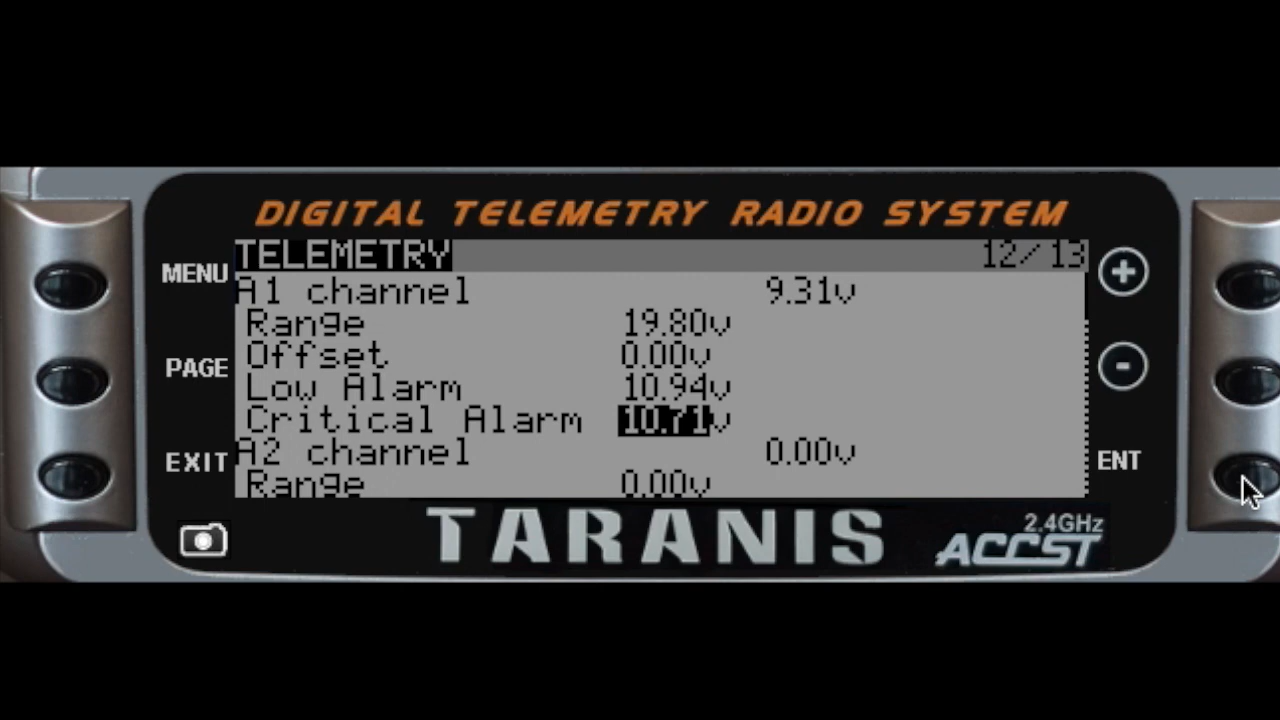 DIGITAL TELEMETRY RADIO SYSTEM
MENU
PAGE
EXIT
TELEMETRY 12/13
A1 channel 9.31v
Range 19.80v
Offset 0.00v
Low Alarm 10.94v
Critical Alarm 10.71v
A2 channel 0.00v
Range 0.00v
+
-
ENT
TARANIS
2.4GHz
ACCST